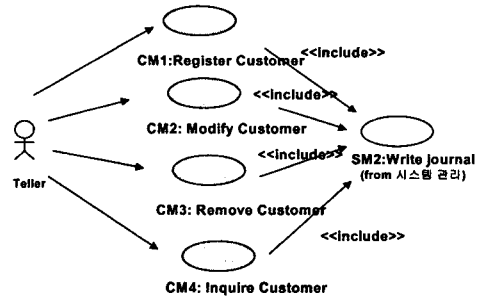 <<include>>
CM1:Register Customer
<<include>>
CM2: Modify Customer
<<include>>
SM2:Write journal
(from 시스템 관리)
Teller
CM3: Remove Customer
<<include>>
CM4: Inquire Customer